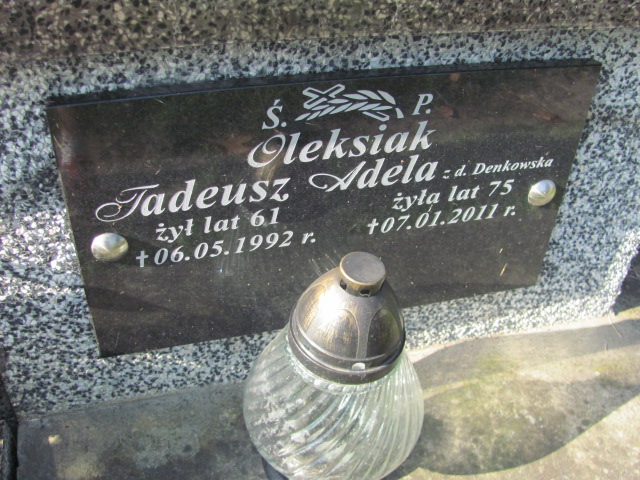 Ś. P.
Oleksiak
Tadeusz Adela z d. Denkowska
żył lat 61 żyła lat 75
†06.05.1992 r. †07.01.2011 r.